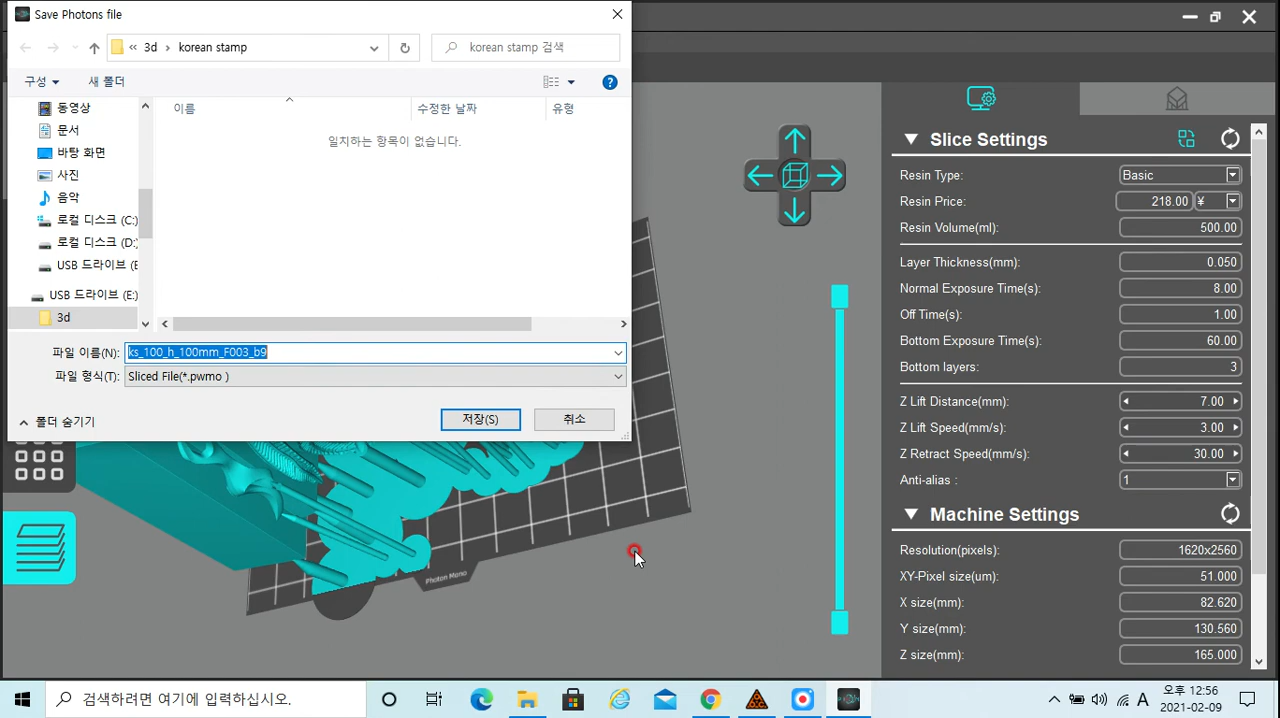 Save Photons file
«
3d
›
korean stamp
korean stamp 검색
구성
새 폴더
이름
수정한 날짜
유형
동영상
문서
바탕 화면
사진
음악
로컬 디스크 (C:)
로컬 디스크 (D:)
USB 드라이브 (E
USB 드라이브 (E:)
3d
일치하는 항목이 없습니다.
파일 이름(N):
ks_100_h_100mm_F003_b9
파일 형식(T):
Sliced File(*.pwmo )
폴더 숨기기
저장(S)
취소
Photon Mono
Slice Settings
Resin Type: Basic
Resin Price: 218.00 ¥
Resin Volume(ml): 500.00
Layer Thickness(mm): 0.050
Normal Exposure Time(s): 8.00
Off Time(s): 1.00
Bottom Exposure Time(s): 60.00
Bottom layers: 3
Z Lift Distance(mm): 7.00
Z Lift Speed(mm/s): 3.00
Z Retract Speed(mm/s): 30.00
Anti-alias : 1
Machine Settings
Resolution(pixels): 1620x2560
XY-Pixel size(um): 51.000
X size(mm): 82.620
Y size(mm): 130.560
Z size(mm): 165.000
검색하려면 여기에 입력하십시오.
A
오후 12:56
2021-02-09